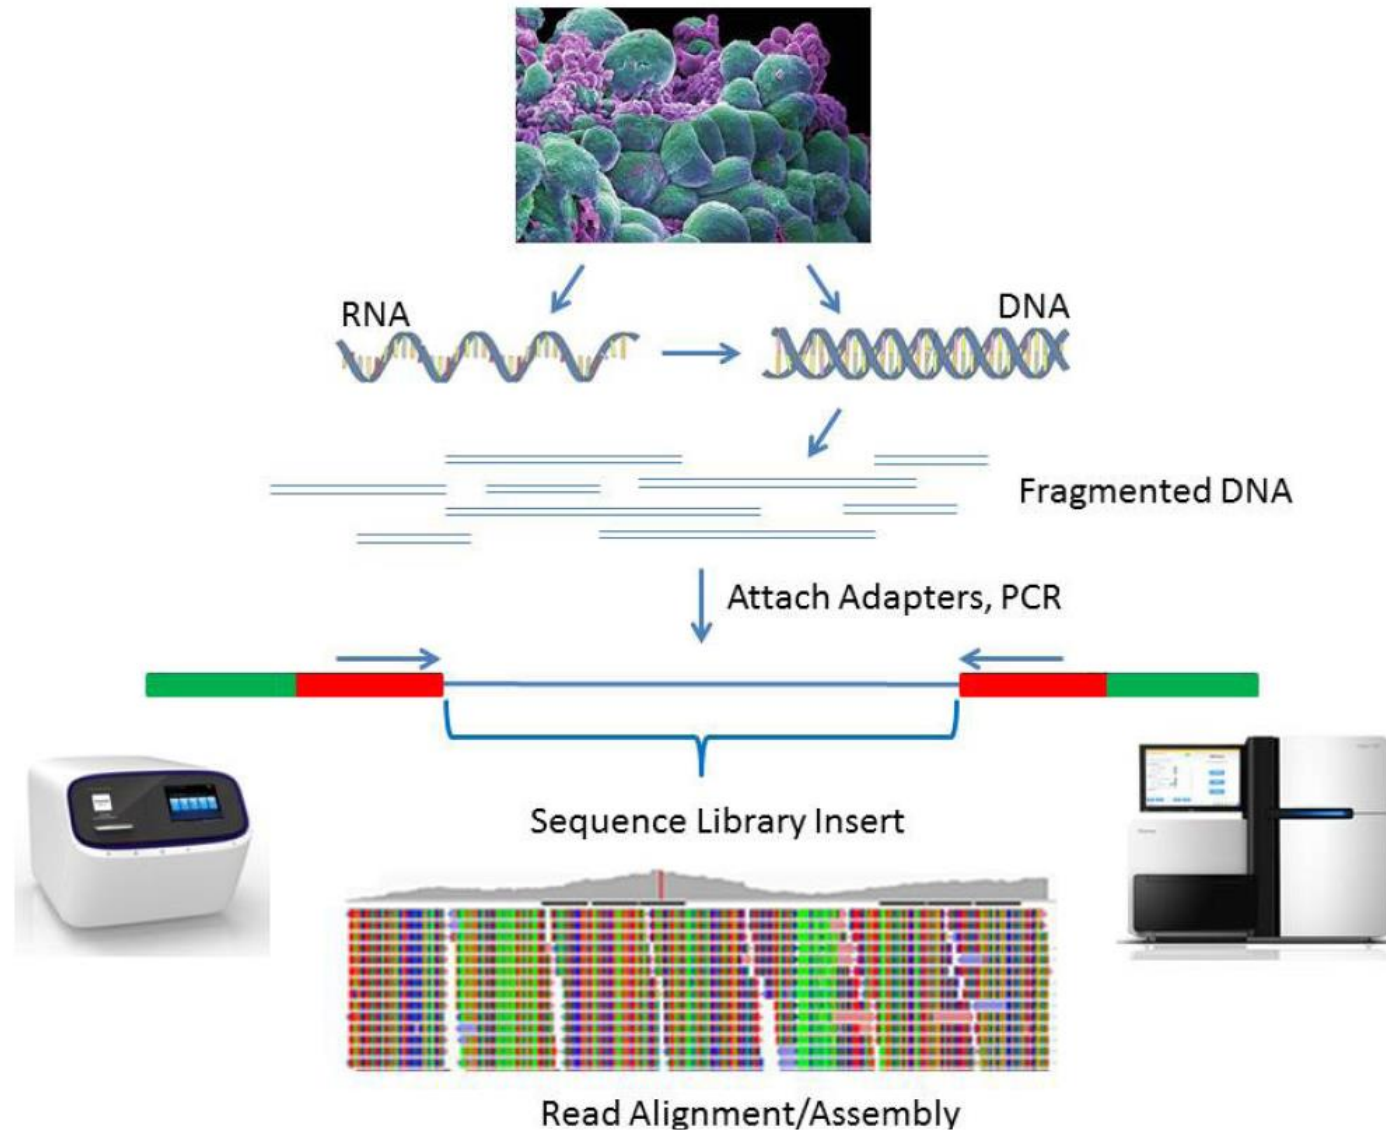 RNA
DNA
Fragmented DNA
Attach Adapters, PCR
Sequence Library Insert
Read Alignment/Assembly